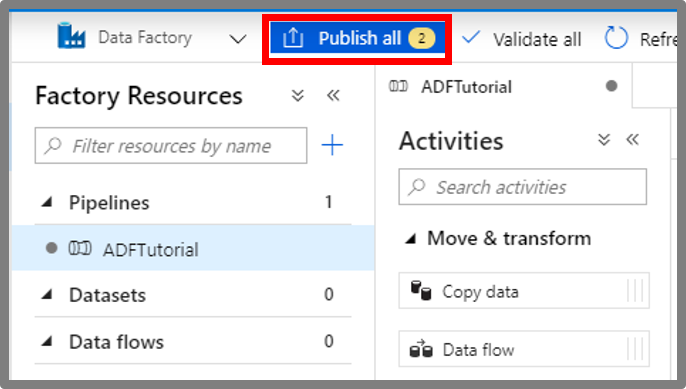 Data Factory
Publish all 2
Validate all
Refre
Factory Resources
Filter resources by name
Pipelines 1
ADFTutorial
Datasets 0
Data flows 0
ADFTutorial
Activities
Search activities
Move & transform
Copy data
Data flow